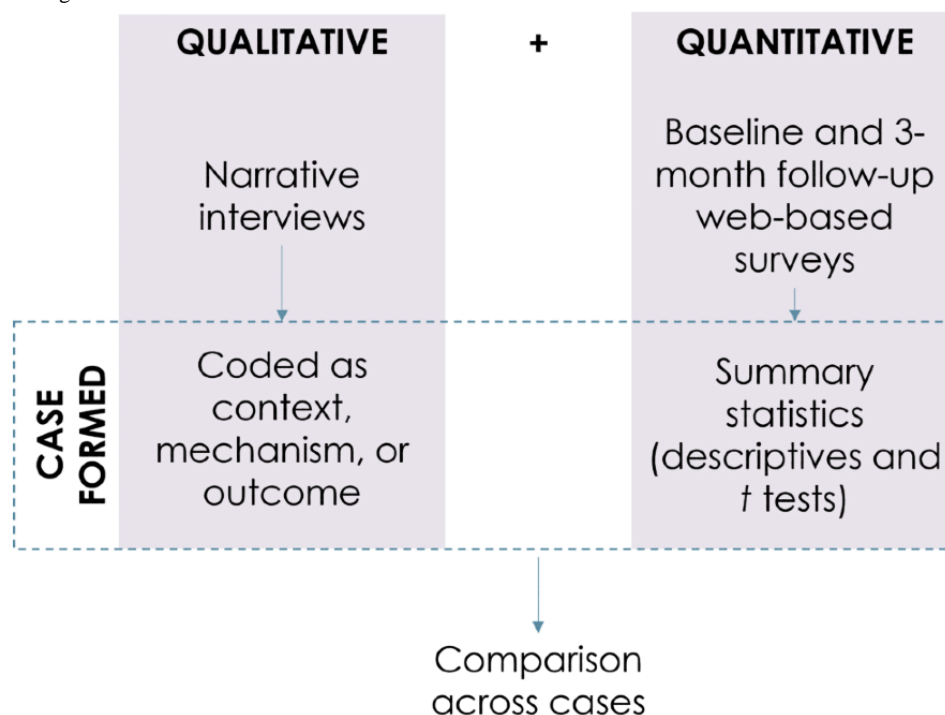 QUALITATIVE + QUANTITATIVE
Narrative
interviews
Baseline and 3-
month follow-up
web-based
surveys
CASE
FORMED
Coded as
context,
mechanism, or
outcome
Summary
statistics
(descriptives and
t tests)
Comparison
across cases